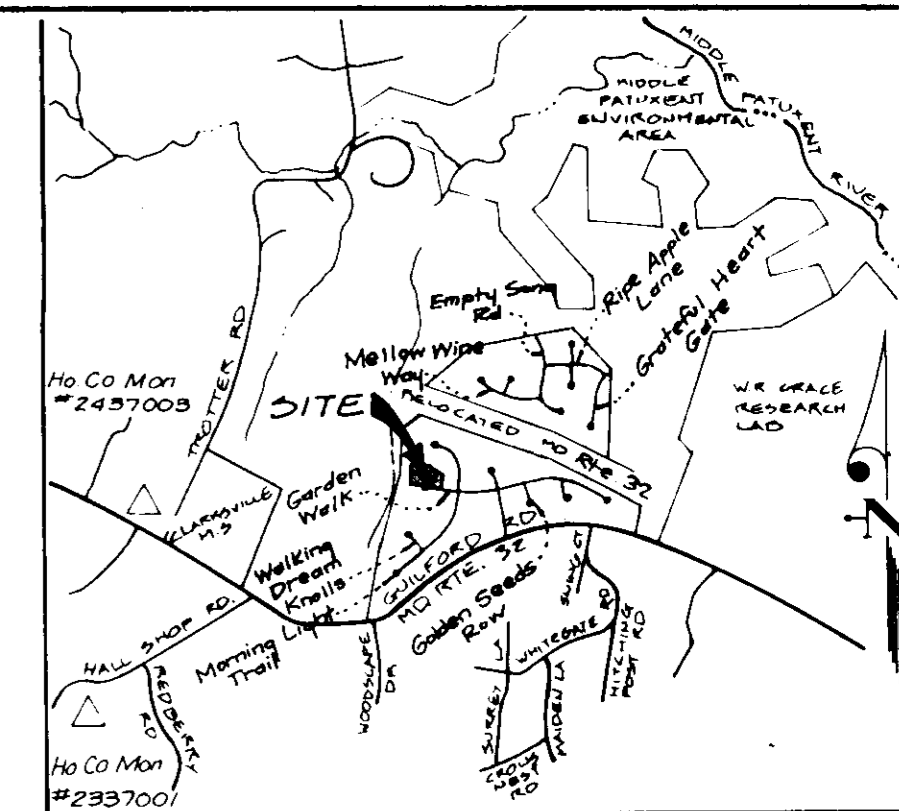 MIDDLE
PATUXENT
RIVER
MIDDLE
PATUXENT
ENVIRONMENTAL
AREA
Ripe Apple
Lane
Grateful Heart
Gate
Empty Song
Rd
Mellow Wine
Way
TROTTER RD
Ho. Co Mon
#2437003
SITE
RELOCATED MD Rte 32
W.R GRACE
RESEARCH
LAB
CLARKSVILLE
M.S
Garden
Walk
Walking
Dream
Knolls
Morning Light
Trail
GUILFORD RD
MD RTE. 32
Golden Seeds
Row
HALL SHOP RD.
REDBERRY
RD
WOODSCAPE
DR
SURREY LA
WHITEGATE RD
MAIDEN LA
HITCHING
POST RD
CROWS
NEST
RD
Ho Co Mon
#2337001